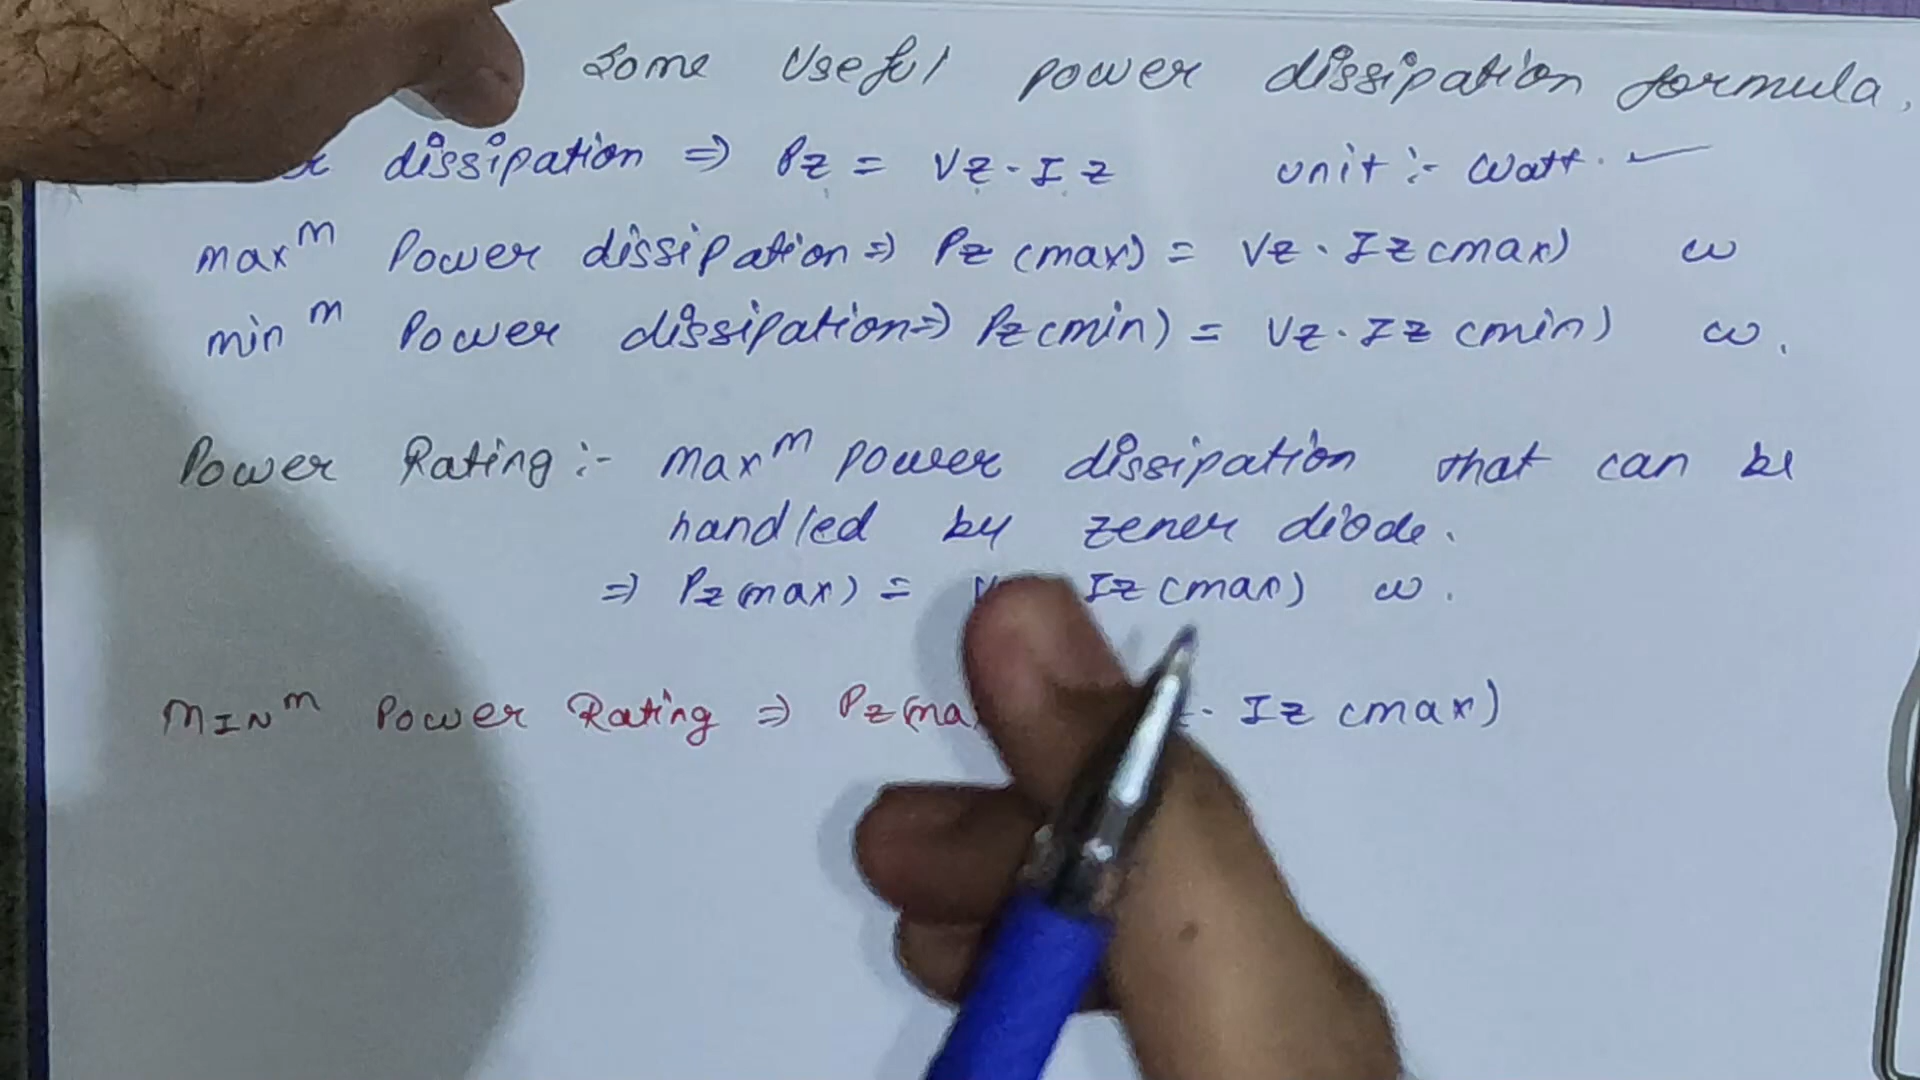 Some Useful power dissipation formula,
dissipation ⇒ Pz = Vz . Iz unit :- Watt .
maxᵐ Power dissipation ⇒ Pz (max) = Vz . Iz (max) w
minᵐ Power dissipation ⇒ Pz (min) = Vz . Iz (min) w .
Power Rating :- maxᵐ power dissipation that can be
handled by zener diode .
⇒ Pz (max) = Iz (max) w .
MINᵐ Power Rating ⇒ Pz . Iz (max)